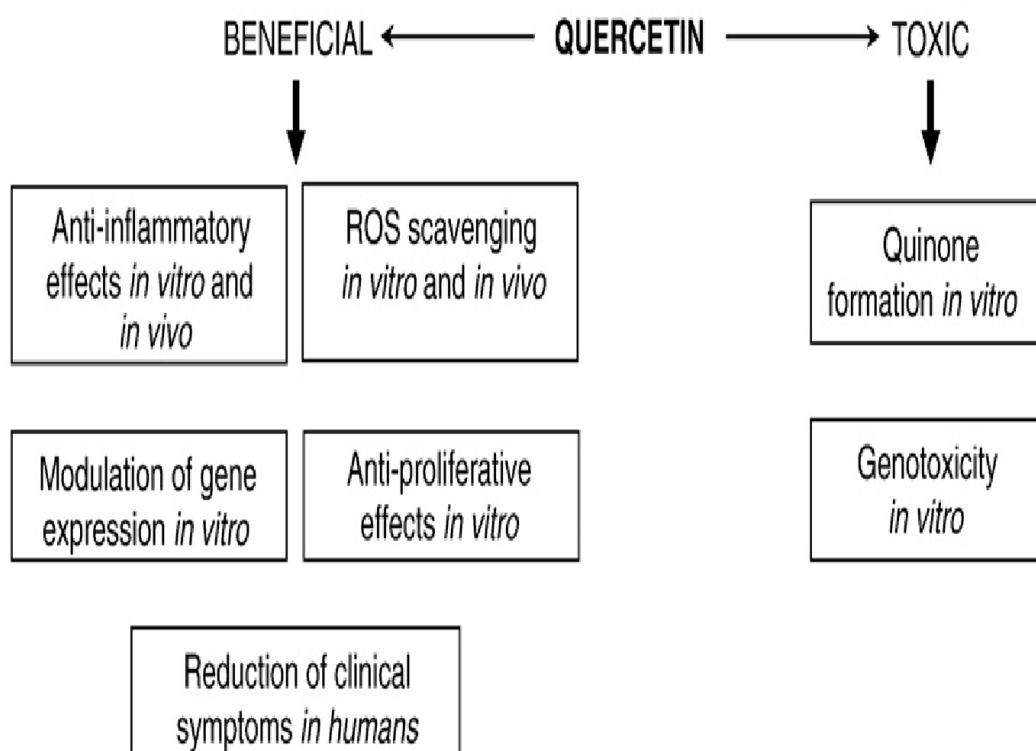 BENEFICIAL QUERCETIN TOXIC
Anti-inflammatory
effects in vitro and
in vivo
ROS scavenging
in vitro and in vivo
Quinone
formation in vitro
Modulation of gene
expression in vitro
Anti-proliferative
effects in vitro
Genotoxicity
in vitro
Reduction of clinical
symptoms in humans